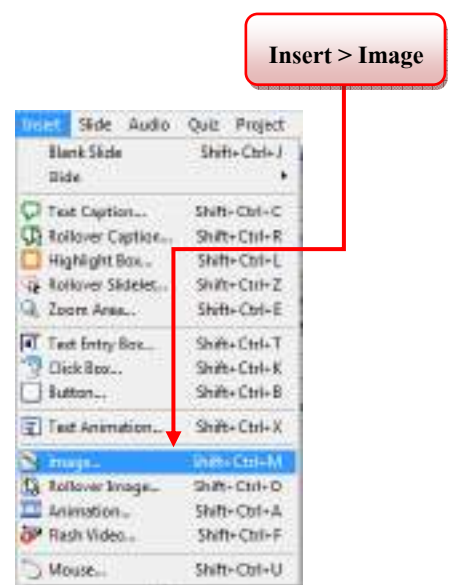 Insert > Image
Insert Slide Audio Quiz Project
Blank Slide Shift+Ctrl+J
Slide
Text Caption... Shift+Ctrl+C
Rollover Caption... Shift+Ctrl+R
Highlight Box... Shift+Ctrl+L
Rollover Slidelet... Shift+Ctrl+Z
Zoom Area... Shift+Ctrl+E
Text Entry Box... Shift+Ctrl+T
Click Box... Shift+Ctrl+K
Button... Shift+Ctrl+B
Text Animation... Shift+Ctrl+X
Image... Shift+Ctrl+M
Rollover Image... Shift+Ctrl+O
Animation... Shift+Ctrl+A
Flash Video... Shift+Ctrl+F
Mouse... Shift+Ctrl+U